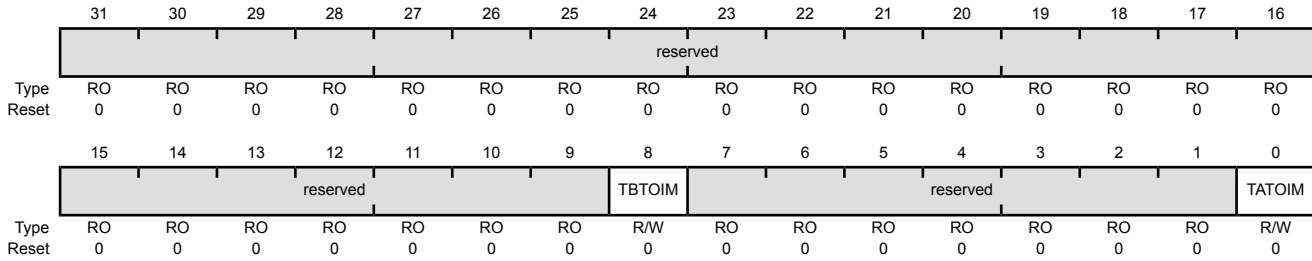 31 30 29 28 27 26 25 24 23 22 21 20 19 18 17 16
reserved
Type RO RO RO RO RO RO RO RO RO RO RO RO RO RO RO RO
Reset 0 0 0 0 0 0 0 0 0 0 0 0 0 0 0 0
15 14 13 12 11 10 9 8 7 6 5 4 3 2 1 0
reserved TBTOIM reserved TATOIM
Type RO RO RO RO RO RO RO R/W RO RO RO RO RO RO RO R/W
Reset 0 0 0 0 0 0 0 0 0 0 0 0 0 0 0 0